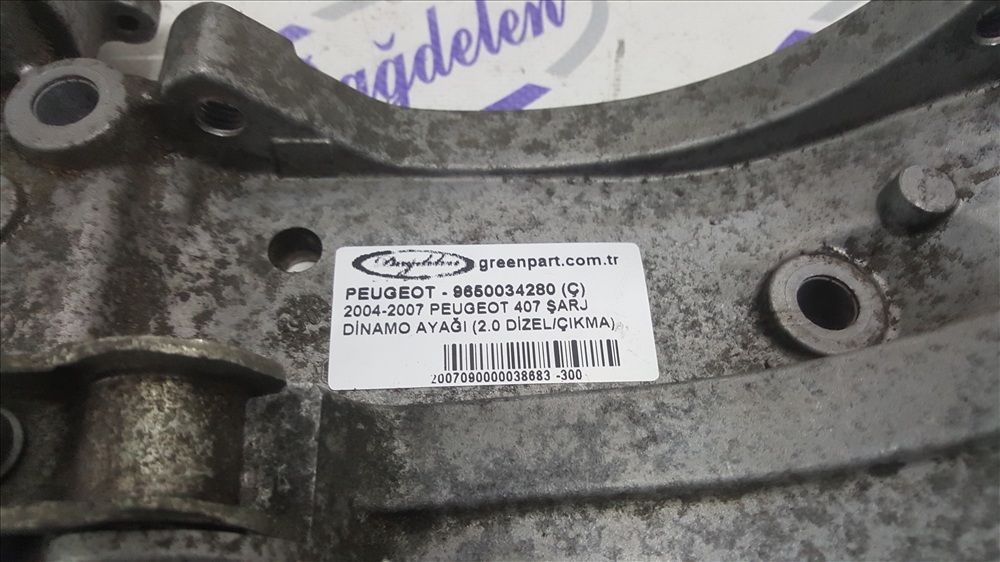 ağdelen
greenpart.com.tr
PEUGEOT - 9650034280 (Ç)
2004-2007 PEUGEOT 407 ŞARJ
DİNAMO AYAĞI (2.0 DİZEL/ÇIKMA)
2007090000038683 -300